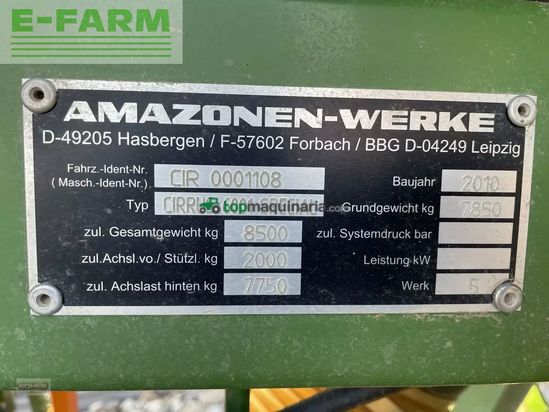 E-FARM
AMAZONEN-WERKE
D-49205 Hasbergen / F-57602 Forbach / BBG D-04249 Leipzig
Fahrz.-Ident-Nr. CIR 0001108 Baujahr 2010
( Masch.-Ident-Nr.)
Typ Grundgewicht kg 7850
topmaquinaria.com
zul. Gesamtgewicht kg 8500 zul. Systemdruck bar
zul.Achsl.vo./ Stützl. kg 2000 Leistung kW
zul. Achslast hinten kg 7750 Werk 5